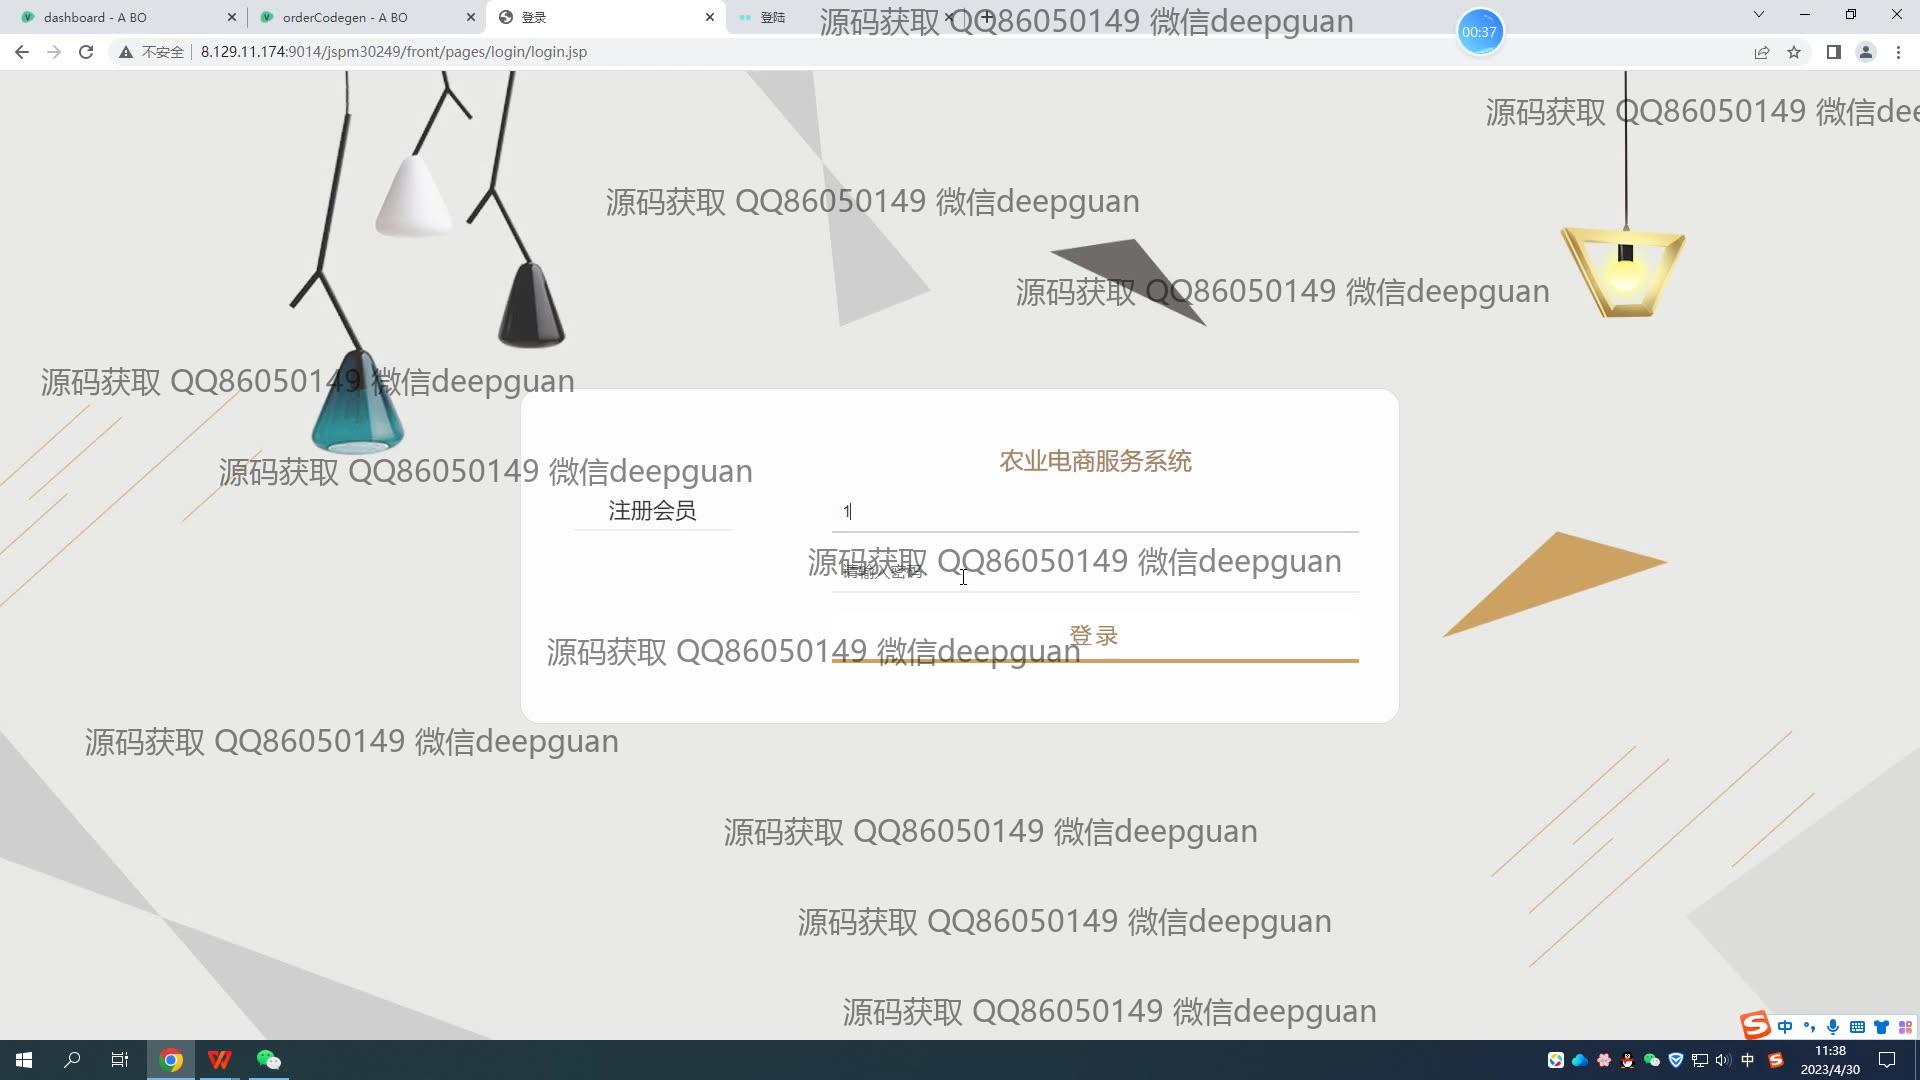 dashboard - A BO
orderCodegen - A BO
登录
登陆
源码获取 QQ86050149 微信deepguan
00:37
不安全
8.129.11.174:9014/jspm30249/front/pages/login/login.jsp
源码获取 QQ86050149 微信dee
源码获取 QQ86050149 微信deepguan
源码获取 QQ86050149 微信deepguan
源码获取 QQ86050149 微信deepguan
农业电商服务系统
源码获取 QQ86050149 微信deepguan
注册会员
1
源码获取 QQ86050149 微信deepguan
请输入密码
登录
源码获取 QQ86050149 微信deepguan
源码获取 QQ86050149 微信deepguan
源码获取 QQ86050149 微信deepguan
源码获取 QQ86050149 微信deepguan
源码获取 QQ86050149 微信deepguan
中
中
11:38
2023/4/30